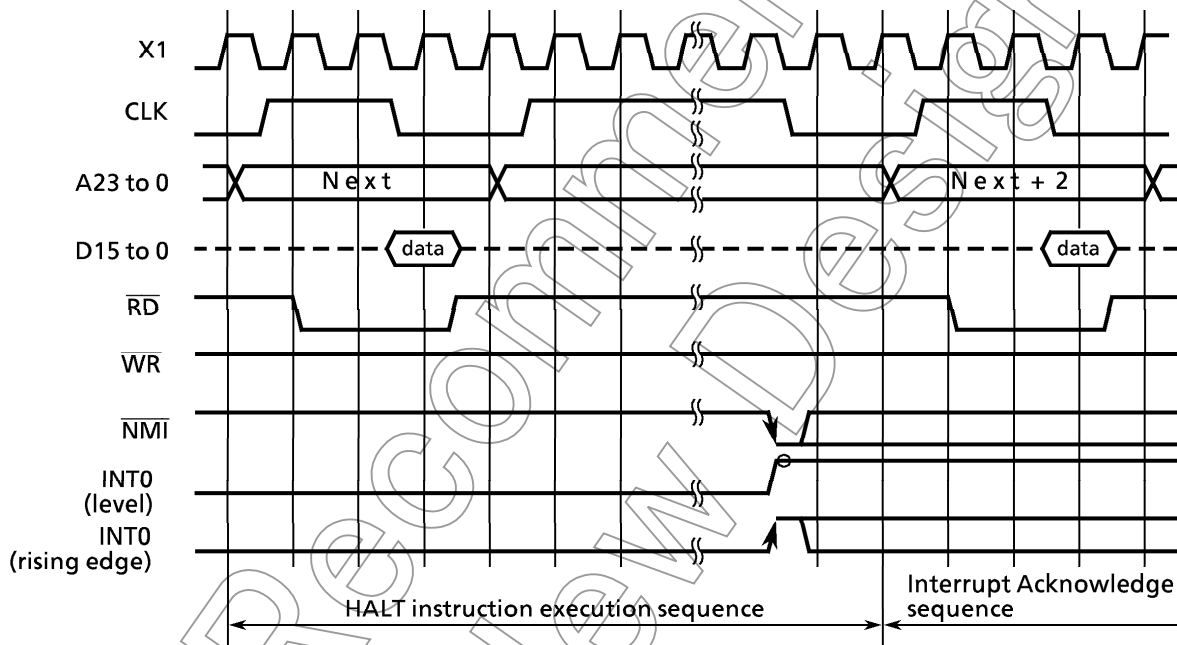 X1
CLK
A23 to 0
Next
Next + 2
D15 to 0
data
data
RD
WR
NMI
INT0
(level)
INT0
(rising edge)
HALT instruction execution sequence
Interrupt Acknowledge
sequence